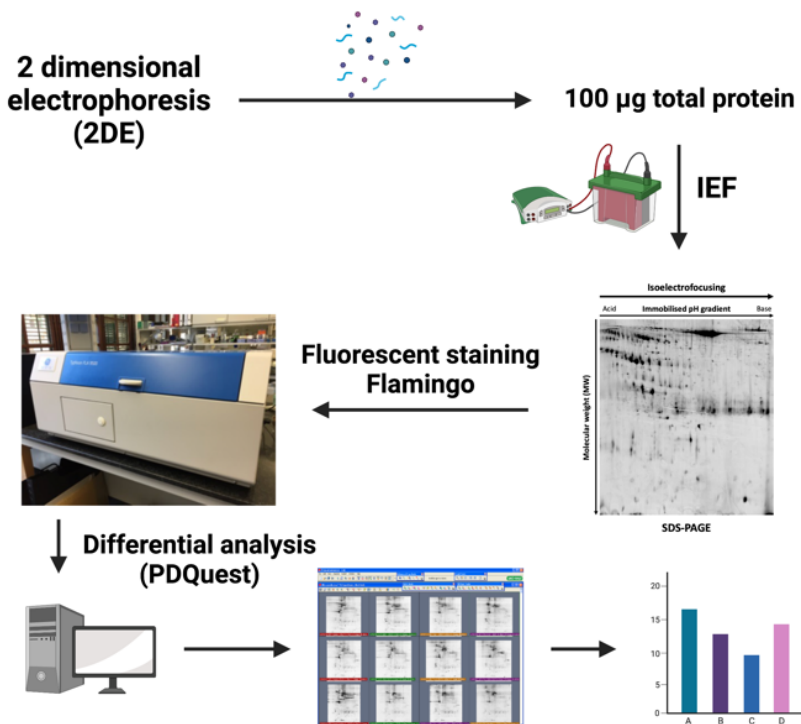 2 dimensional
electrophoresis
(2DE)
100 μg total protein
IEF
Isoelectrofocusing
Acid
Immobilised pH gradient
Base
Molecular weight (MW)
SDS-PAGE
Fluorescent staining
Flamingo
Differential analysis
(PDQuest)
20
15
10
5
0
A
B
C
D